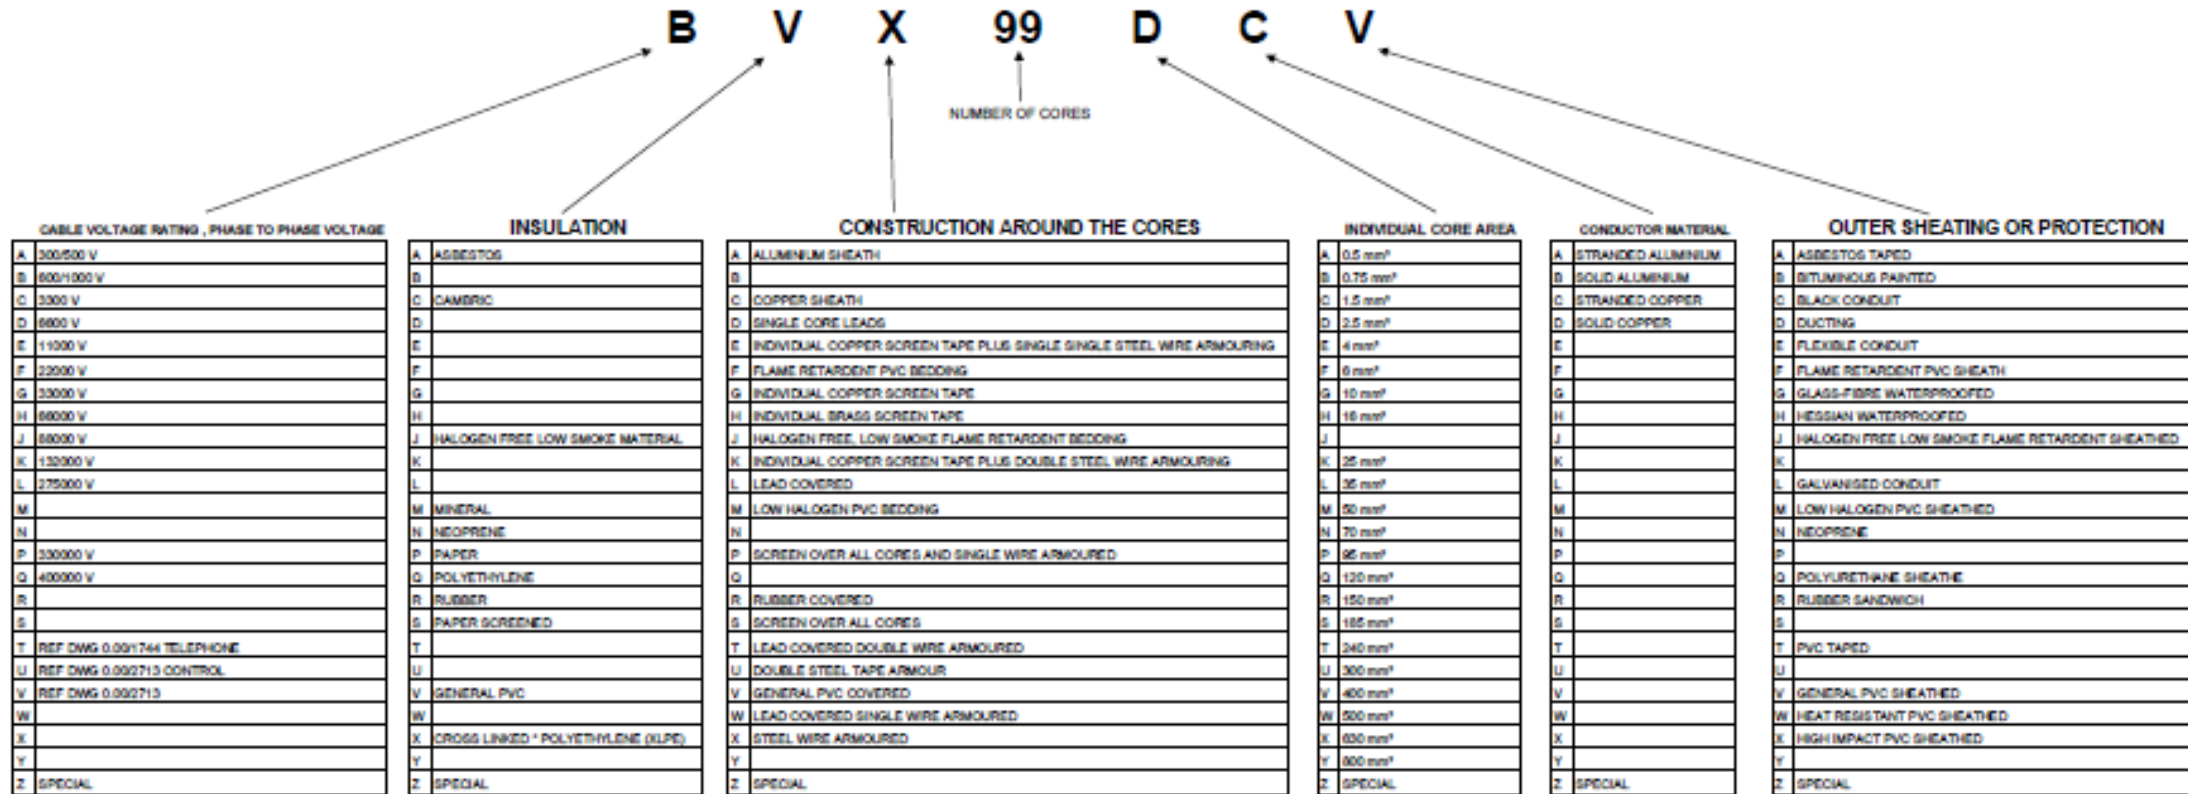 B V X 99 D C V
NUMBER OF CORES
CABLE VOLTAGE RATING , PHASE TO PHASE VOLTAGE
A 300/500 V
B 600/1000 V
C 3300 V
D 6600 V
E 11000 V
F 22000 V
G 33000 V
H 66000 V
J 88000 V
K 132000 V
L 275000 V
M
N
P 330000 V
Q 400000 V
R
S
T REF DWG 0.00/1744 TELEPHONE
U REF DWG 0.00/2713 CONTROL
V REF DWG 0.00/2713
W
X
Y
Z SPECIAL
INSULATION
A ASBESTOS
B
C CAMBRIC
D
E
F
G
H
J HALOGEN FREE LOW SMOKE MATERIAL
K
L
M MINERAL
N NEOPRENE
P PAPER
Q POLYETHYLENE
R RUBBER
S PAPER SCREENED
T
U
V GENERAL PVC
W
X CROSS LINKED * POLYETHYLENE (XLPE)
Y
Z SPECIAL
CONSTRUCTION AROUND THE CORES
A ALUMINIUM SHEATH
B
C COPPER SHEATH
D SINGLE CORE LEADS
E INDIVIDUAL COPPER SCREEN TAPE PLUS SINGLE SINGLE STEEL WIRE ARMOURING
F FLAME RETARDENT PVC BEDDING
G INDIVIDUAL COPPER SCREEN TAPE
H INDIVIDUAL BRASS SCREEN TAPE
J HALOGEN FREE, LOW SMOKE FLAME RETARDENT BEDDING
K INDIVIDUAL COPPER SCREEN TAPE PLUS DOUBLE STEEL WIRE ARMOURING
L LEAD COVERED
M LOW HALOGEN PVC BEDDING
N
P SCREEN OVER ALL CORES AND SINGLE WIRE ARMOURED
Q
R RUBBER COVERED
S SCREEN OVER ALL CORES
T LEAD COVERED DOUBLE WIRE ARMOURED
U DOUBLE STEEL TAPE ARMOUR
V GENERAL PVC COVERED
W LEAD COVERED SINGLE WIRE ARMOURED
X STEEL WIRE ARMOURED
Y
Z SPECIAL
INDIVIDUAL CORE AREA
A 0.5 mm²
B 0.75 mm²
C 1.5 mm²
D 2.5 mm²
E 4 mm²
F 6 mm²
G 10 mm²
H 16 mm²
J
K 25 mm²
L 35 mm²
M 50 mm²
N 70 mm²
P 95 mm²
Q 120 mm²
R 150 mm²
S 185 mm²
T 240 mm²
U 300 mm²
V 400 mm²
W 500 mm²
X 630 mm²
Y 800 mm²
Z SPECIAL
CONDUCTOR MATERIAL
A STRANDED ALUMINIUM
B SOLID ALUMINIUM
C STRANDED COPPER
D SOLID COPPER
E
F
G
H
J
K
L
M
N
P
Q
R
S
T
U
V
W
X
Y
Z SPECIAL
OUTER SHEATING OR PROTECTION
A ASBESTOS TAPED
B BITUMINOUS PAINTED
C BLACK CONDUIT
D DUCTING
E FLEXIBLE CONDUIT
F FLAME RETARDENT PVC SHEATH
G GLASS-FIBRE WATERPROOFED
H HESSIAN WATERPROOFED
J HALOGEN FREE LOW SMOKE FLAME RETARDENT SHEATHED
K
L GALVANISED CONDUIT
M LOW HALOGEN PVC SHEATHED
N NEOPRENE
P
Q POLYURETHANE SHEATHE
R RUBBER SANDWICH
S
T PVC TAPED
U
V GENERAL PVC SHEATHED
W HEAT RESISTANT PVC SHEATHED
X HIGH IMPACT PVC SHEATHED
Y
Z SPECIAL